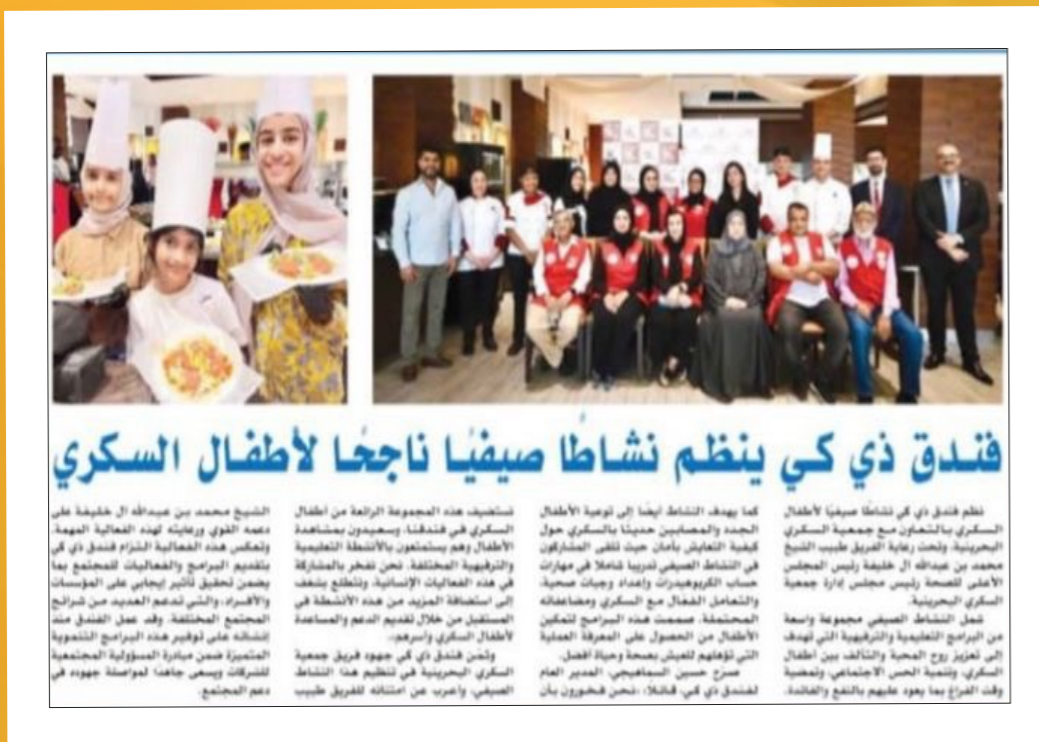 فندق ذي كي ينظم نشاطًا صيفيًا ناجحًا لأطفال السكري
نظم فندق ذي كي نشاطًا صيفيًا لأطفال
السكري بالتعاون مع جمعية السكري
البحرينية، وتحت رعاية الفريق طبيب الشيخ
محمد بن عبدالله ال خليفة رئيس المجلس
الأعلى للصحة رئيس مجلس إدارة جمعية
السكري البحرينية.
شمل النشاط الصيفي مجموعة واسعة
من البرامج التعليمية والترفيهية التي تهدف
إلى تعزيز روح المحبة والتآلف بين أطفال
السكري، وتنمية الحس الاجتماعي، وتمضية
وقت الفراغ بما يعود عليهم بالنفع والفائدة.
كما يهدف النشاط ايضًا إلى توعية الأطفال
الجدد والمصابين حديثا بالسكري حول
كيفية التعايش بأمان حيث تلقى المشاركون
في النشاط الصيفي تدريبا شاملا في مهارات
حساب الكربوهيدرات وإعداد وجبات صحية،
والتعامل الفعال مع السكري ومضاعفاته
المحتملة. صممت هذه البرامج لتمكين
الأطفال من الحصول على المعرفة العملية
التي تؤهلهم للعيش بصحة وحياة أفضل.
صرح حسين السماهيجي، المدير العام
لفندق ذي كي، قائلا: «نحن فخورون بأن
نستضيف هذه المجموعة الرائعة من أطفال
السكري في فندقنا، وسعيدون بمشاهدة
الأطفال وهم يستمتعون بالأنشطة التعليمية
والترفيهية المختلفة. نحن نفخر بالمشاركة
في هذه الفعاليات الإنسانية، ونتطلع بشغف
إلى استضافة المزيد من هذه الأنشطة في
المستقبل من خلال تقديم الدعم والمساعدة
لأطفال السكري واسرهم».
وثمن فندق ذي كي جهود فريق جمعية
السكري البحرينية في تنظيم هذا النشاط
الصيفي، واعرب عن امتنانه للفريق طبيب
الشيخ محمد بن عبدالله ال خليفة على
دعمه القوي ورعايته لهذه الفعالية المهمة.
وتعكس هذه الفعالية التزام فندق ذي كي
بتقديم البرامج والفعاليات للمجتمع بما
يضمن تحقيق تأثير إيجابي على المؤسسات
والأفراد، والتي تدعم العديد من شرائح
المجتمع المختلفة. وقد عمل الفندق منذ
إنشائه على توفير هذه البرامج التنموية
المتميزة ضمن مبادرة المسؤولية المجتمعية
للشركات ويسعى جاهدا لمواصلة جهوده في
دعم المجتمع.